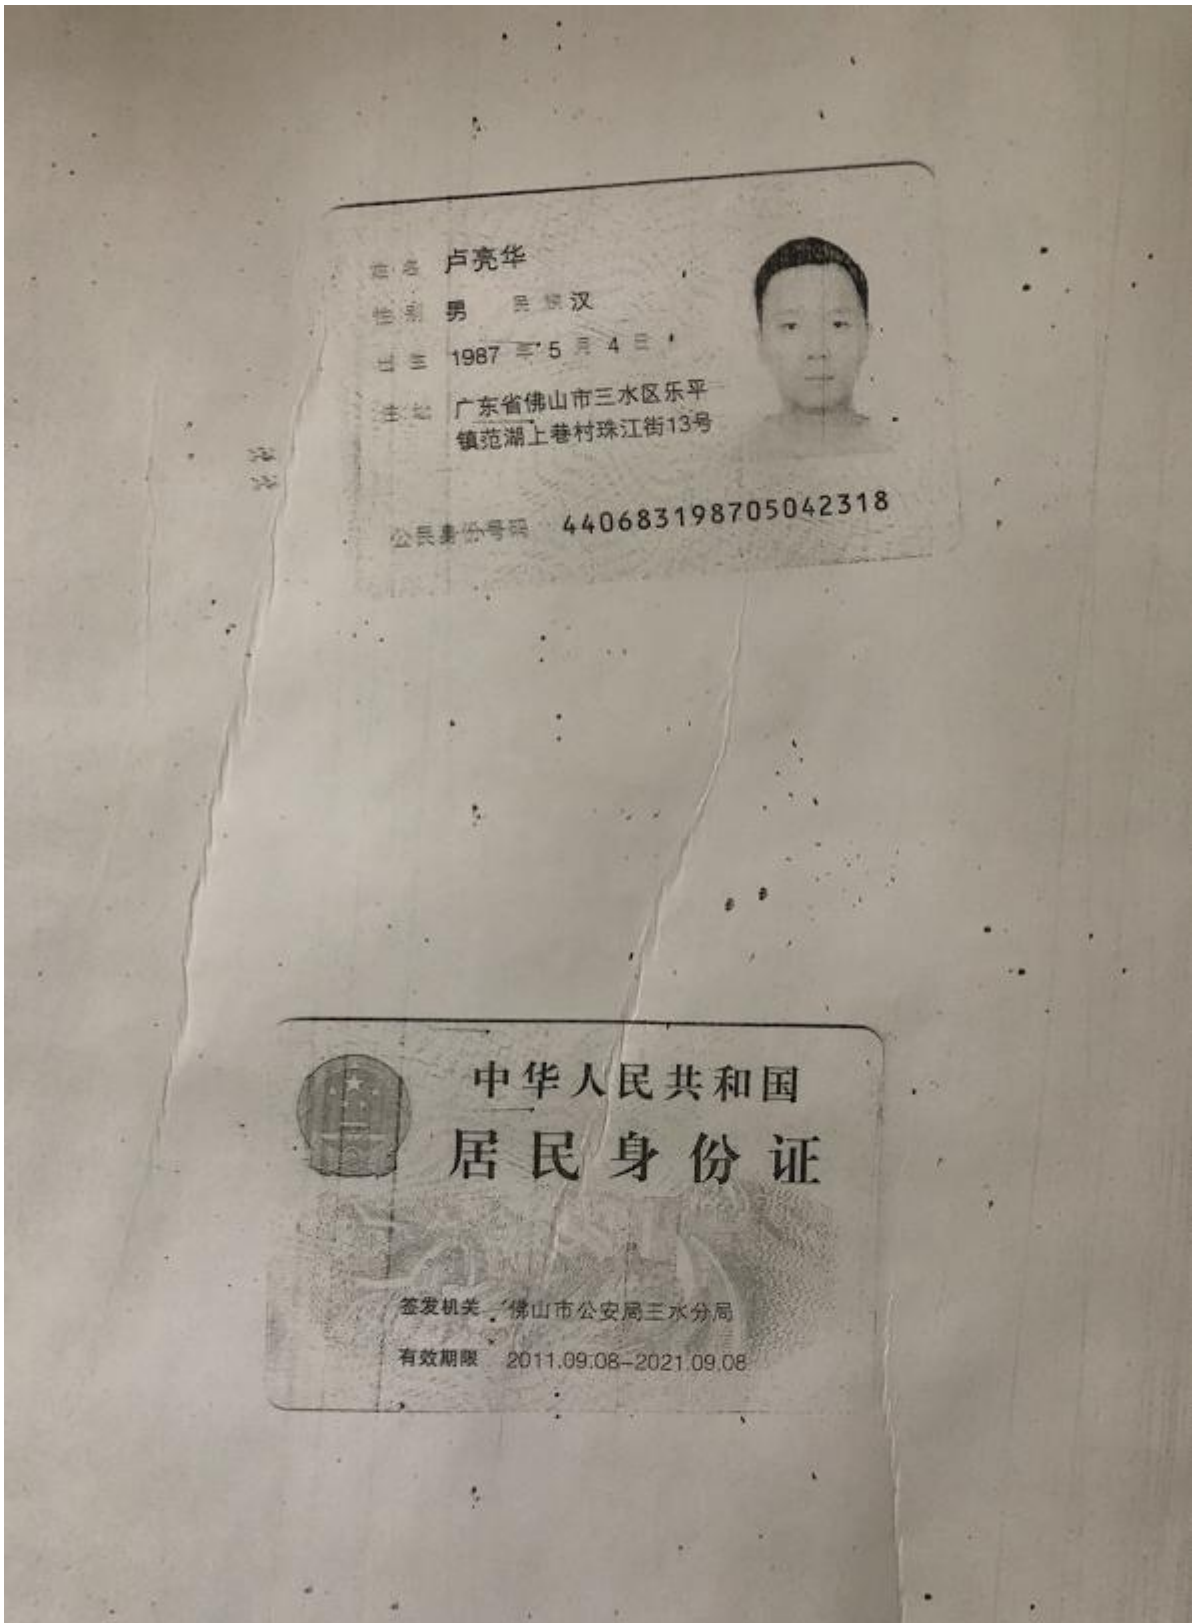 姓名 卢亮华
性别 男 民族 汉
出生 1987 年 5 月 4 日
住址 广东省佛山市三水区乐平
镇范湖上巷村珠江街13号
公民身份号码 440683198705042318
中华人民共和国
居民身份证
签发机关 佛山市公安局三水分局
有效期限 2011.09.08-2021.09.08